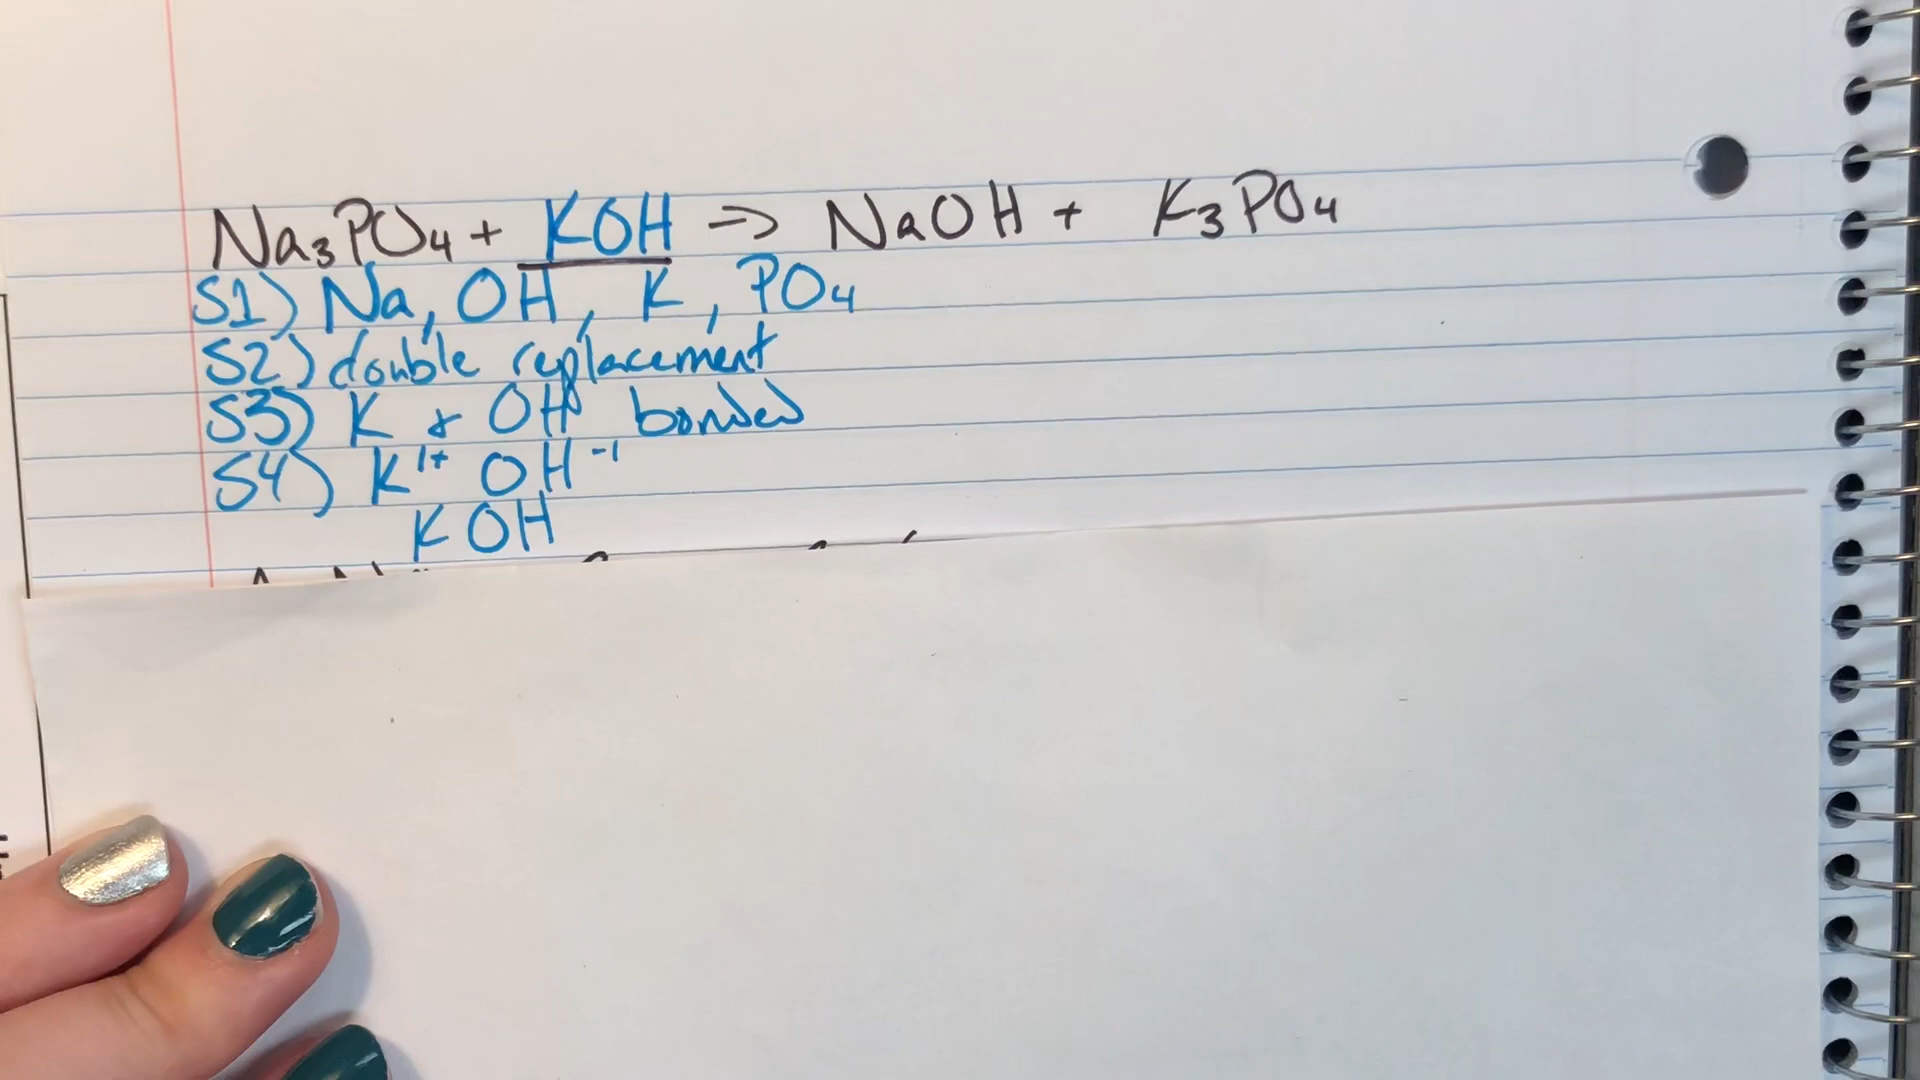 Na₃PO₄ + KOH => NaOH + K₃PO₄
S1) Na, OH, K, PO₄
S2) double replacement
S3) K & OH bonded
S4) K¹⁺ OH⁻¹
KOH